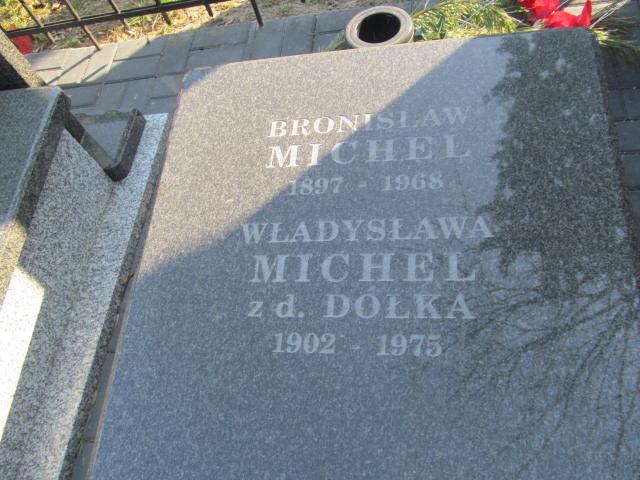 BRONISŁAW
MICHEL
1897 - 1968
WŁADYSŁAWA
MICHEL
z d. DÓŁKA
1902 - 1975